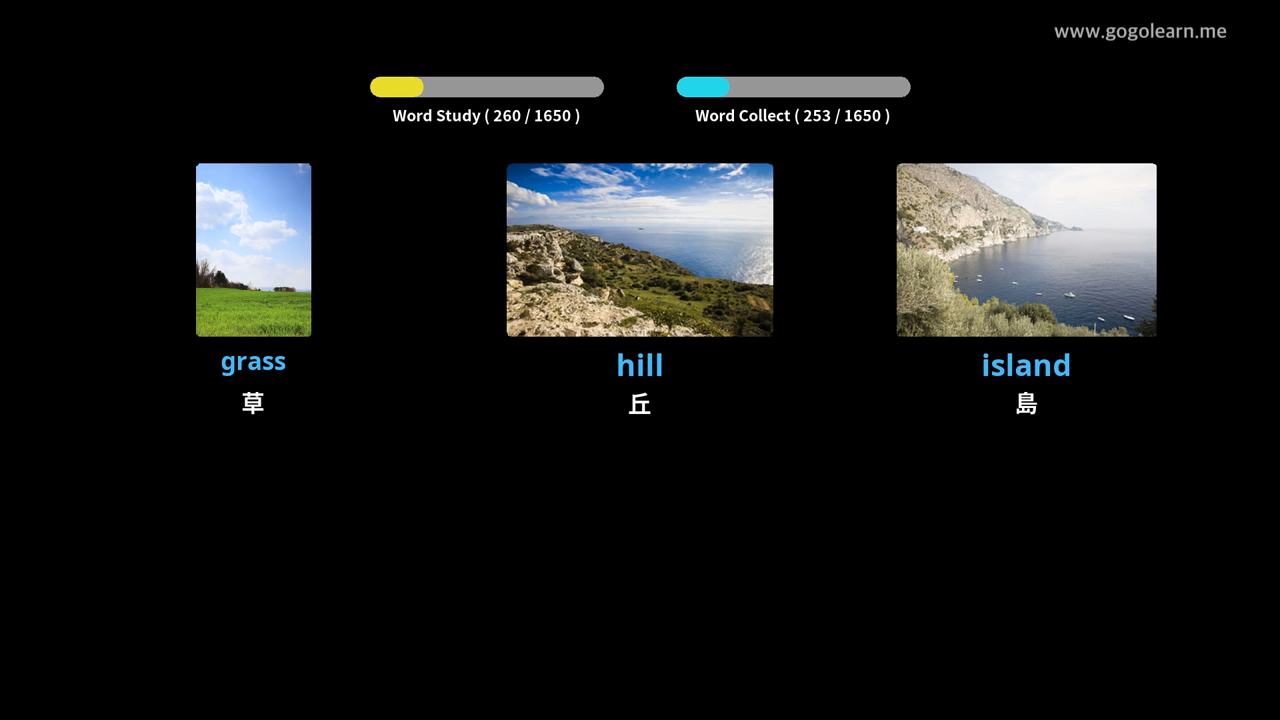 www.gogolearn.me
Word Study ( 260 / 1650 )
Word Collect ( 253 / 1650 )
grass
草
hill
丘
island
島